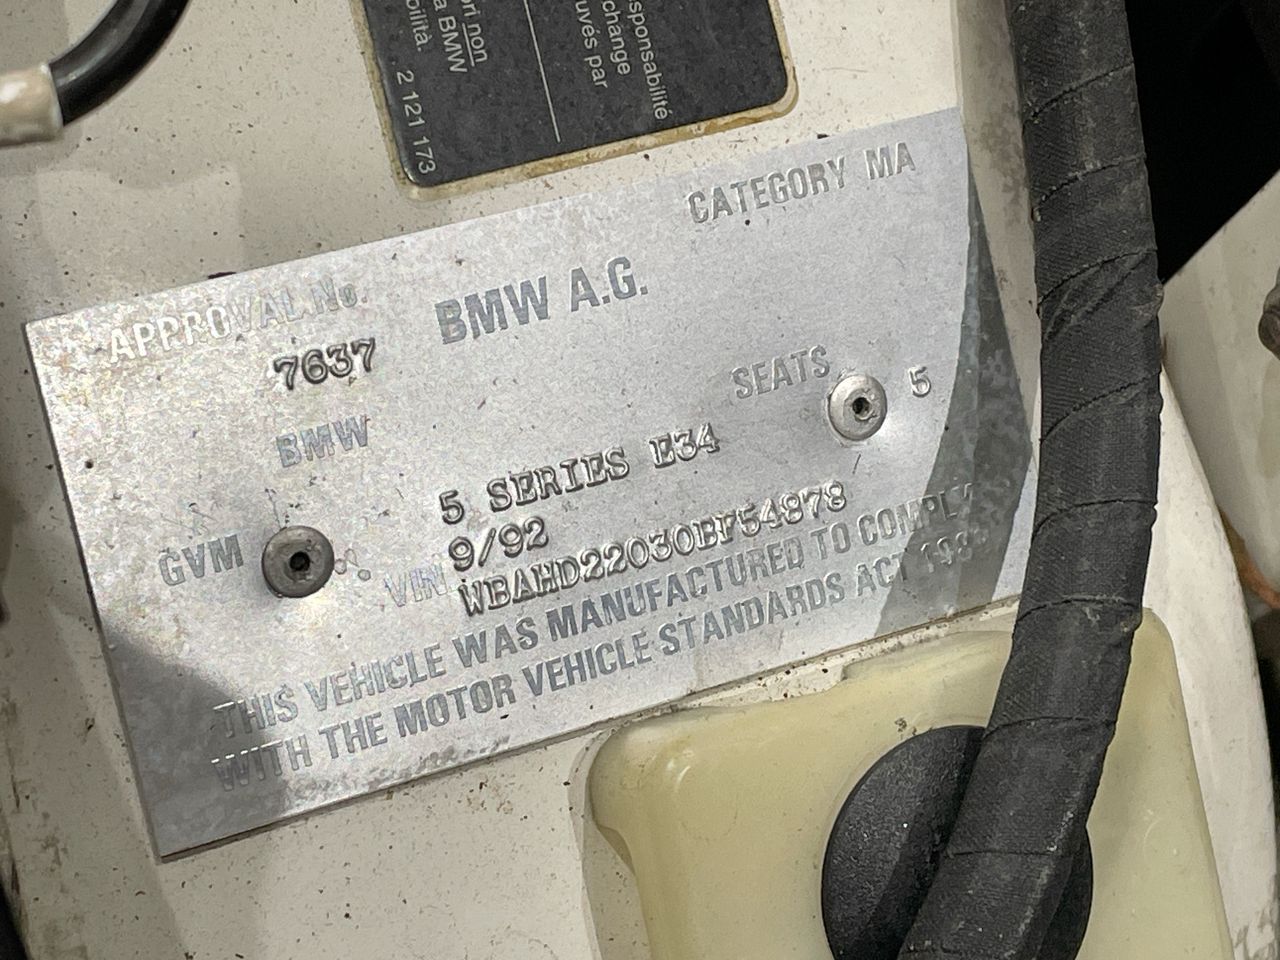 ori non
a BMW
bilità.
2 121 173
sponsabilité
change
uvés par
APPROVAL No.
7637
BMW A.G.
CATEGORY MA
BMW
SEATS 5
5 SERIES E34
9/92
GVM
VIN WBAHD22030BF54878
THIS VEHICLE WAS MANUFACTURED TO COMPLY
WITH THE MOTOR VEHICLE STANDARDS ACT 198